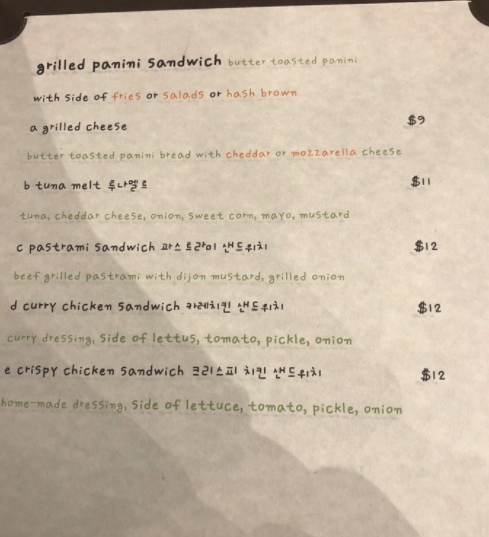 grilled panini sandwich butter toasted panini
with side of fries or salads or hash brown
a grilled cheese $9
butter toasted panini bread with cheddar or mozzarella cheese
b tuna melt 투나멜트 $11
tuna, cheddar cheese, onion, sweet corn, mayo, mustard
c pastrami sandwich 파스트라미 샌드위치 $12
beef grilled pastrami with dijon mustard, grilled onion
d curry chicken sandwich 카레치킨 샌드위치 $12
curry dressing, side of lettus, tomato, pickle, onion
e crispy chicken sandwich 크리스피 치킨 샌드위치 $12
home-made dressing, side of lettuce, tomato, pickle, onion